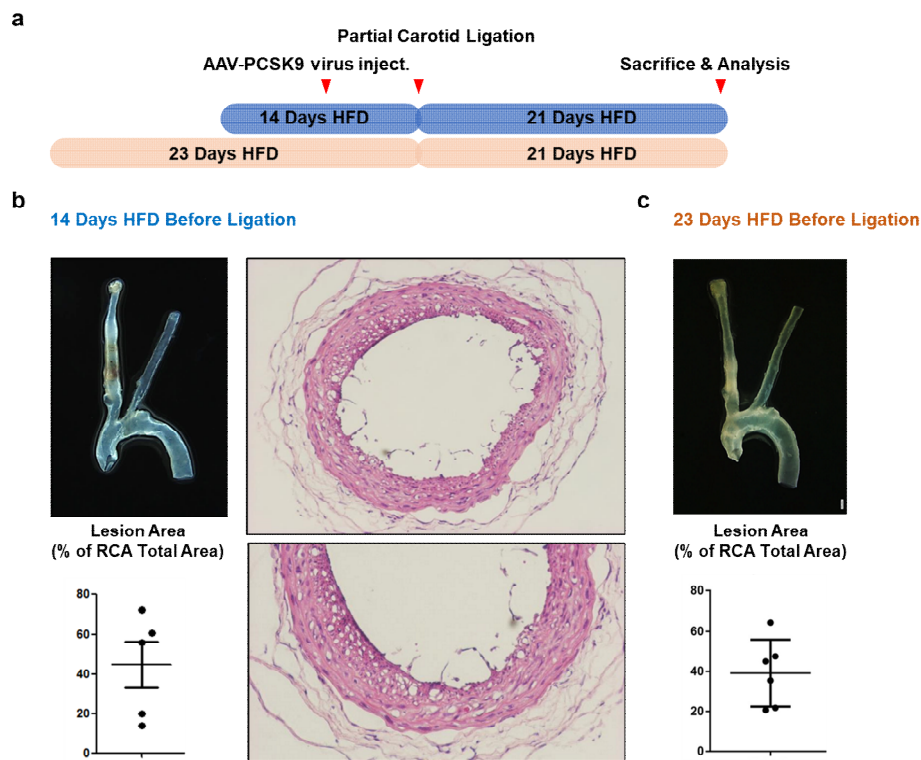 a
Partial Carotid Ligation
AAV-PCSK9 virus inject.
Sacrifice & Analysis
14 Days HFD
21 Days HFD
23 Days HFD
21 Days HFD
b
14 Days HFD Before Ligation
Lesion Area
(% of RCA Total Area)
80
60
40
20
0
c
23 Days HFD Before Ligation
Lesion Area
(% of RCA Total Area)
80
60
40
20
0